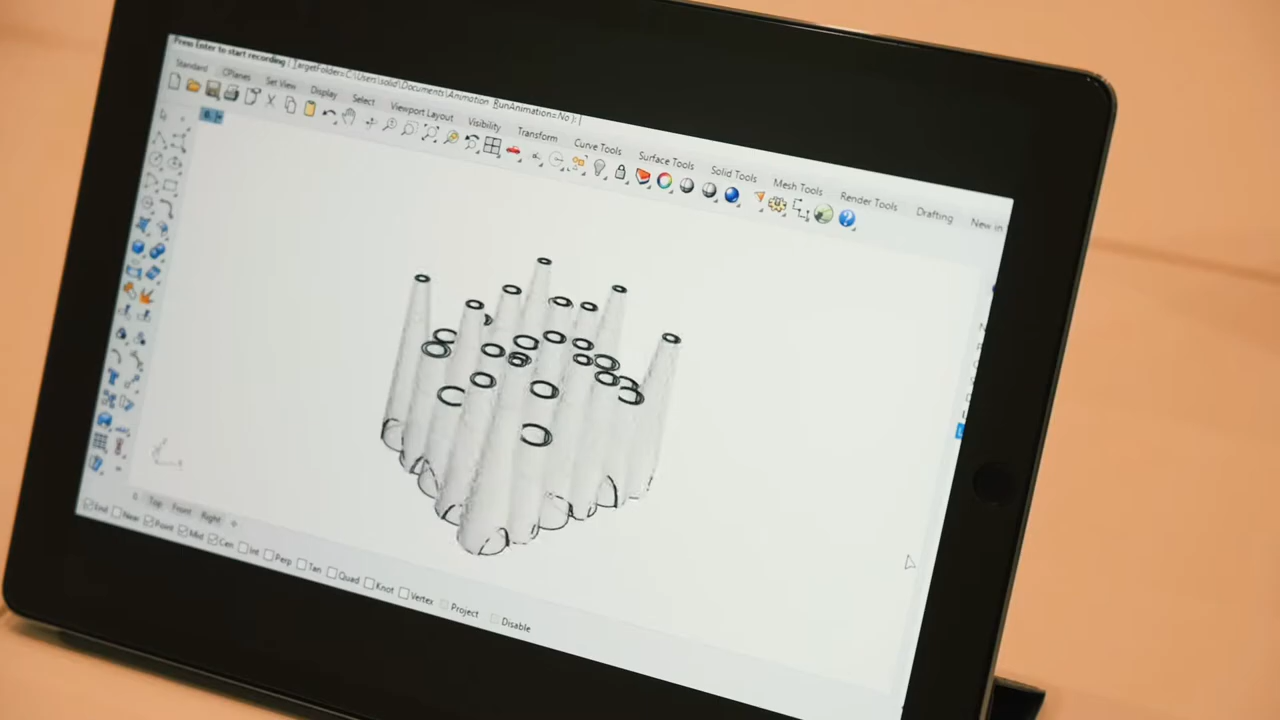 Press Enter to start recording ( TargetFolder=C:\Users\solid\Documents\Animation RunAnimation=No ):
Standard CPlanes Set View Display Select Viewport Layout Visibility Transform Curve Tools Surface Tools Solid Tools Mesh Tools Render Tools Drafting New in
Top Front Right
End Near Point Mid Cen Int Perp Tan Quad Knot Vertex Project Disable